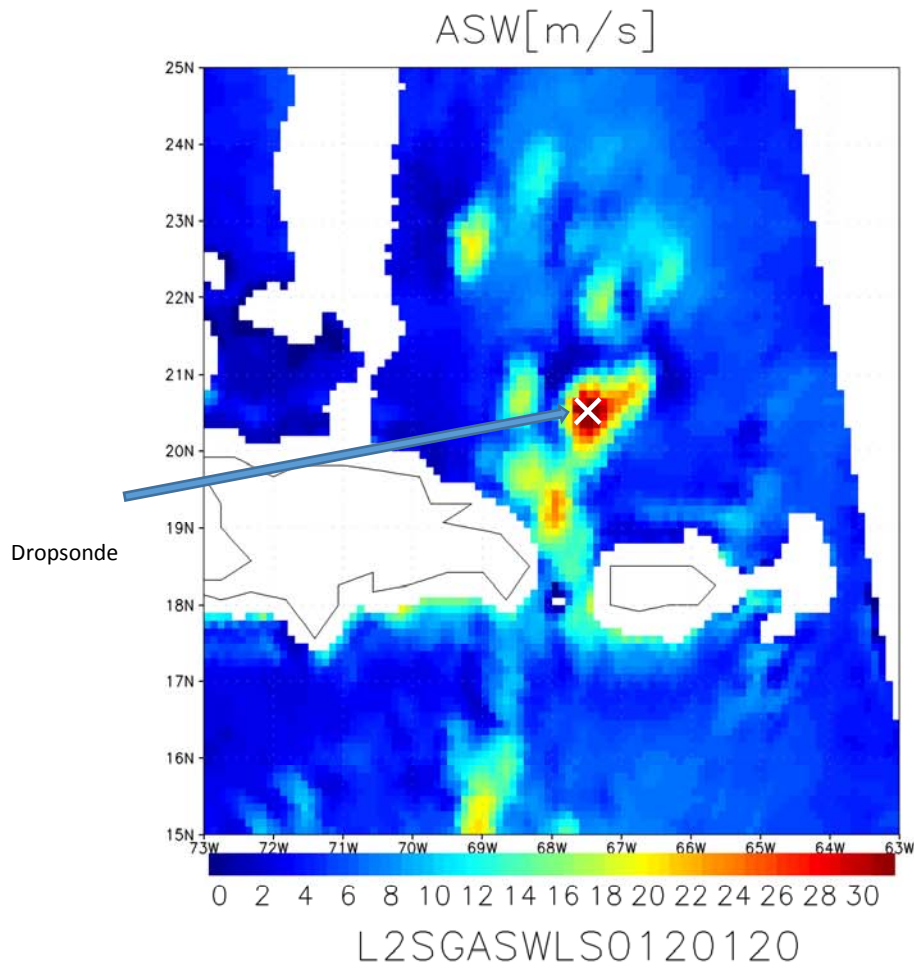 ASW[m/s]
25N
24N
23N
22N
21N
20N
19N
Dropsonde
18N
17N
16N
15N
73W 72W 71W 70W 69W 68W 67W 66W 65W 64W 63W
0 2 4 6 8 10 12 14 16 18 20 22 24 26 28 30
L2SGASWLS0120120